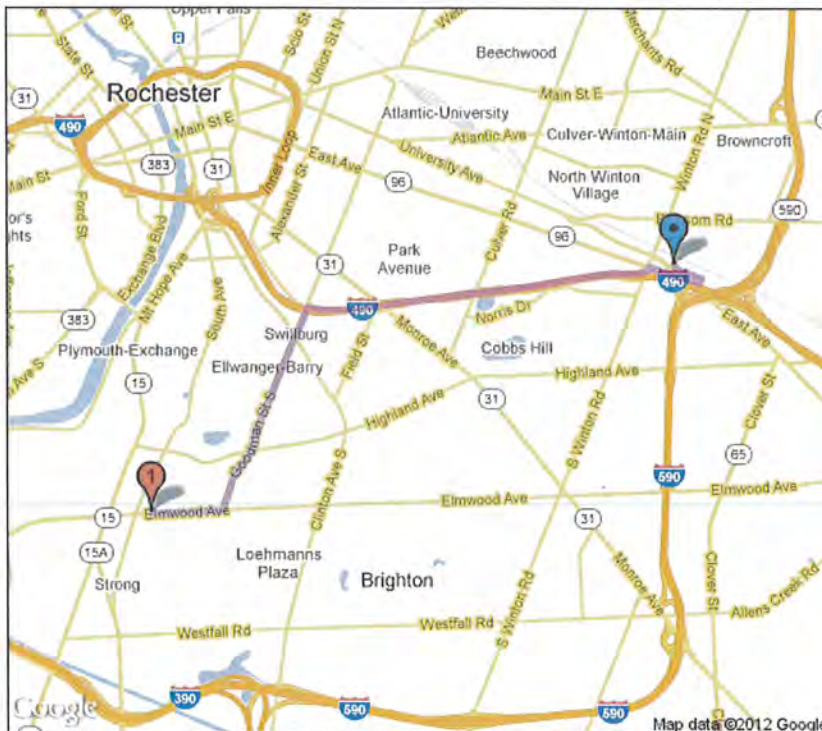 Upper Falls
Solo St
Union St N
State St
Beechwood
Merchants Rd
31
Rochester
Main St E
490
Main St E
Atlantic-University
Atlantic Ave
Culver-Winton-Main
Browncroft
Winton Rd N
383
31
East Ave
Inner Loop
University Ave
North Winton
Village
96
Main St
Ford St
Alexander St
590
Exchange Blvd
Mt Hope Ave
South Ave
31
Park
Avenue
Culver Rd
96
490
383
490
Swillburg
Norris Dr
East Ave
Plymouth-Exchange
Field St
Monroe Ave
Cobbs Hill
15
Ellwanger-Barry
Highland Ave
Highland Ave
Goodman St S
31
Clover St
S Winton Rd
65
1
Clinton Ave S
590
Elmwood Ave
Elmwood Ave
Elmwood Ave
15
31
15A
Loehmanns
Plaza
Strong
Brighton
Monroe Ave
Clover St
S Winton Rd
Allens Creek Rd
Westfall Rd
Westfall Rd
390
590
590
Google
Map data ©2012 Google